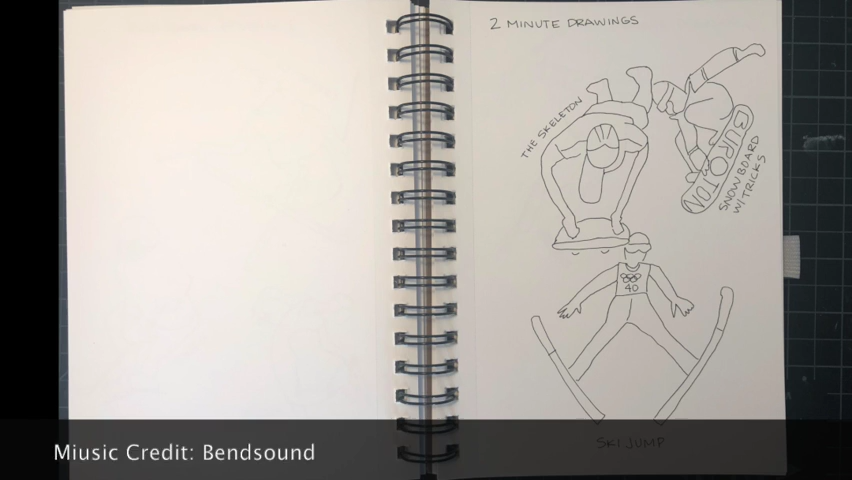 2 MINUTE DRAWINGS
THE SKELETON
BURTON
SNOWBOARD
W/ TRICKS
40
SKI JUMP
Miusic Credit: Bendsound